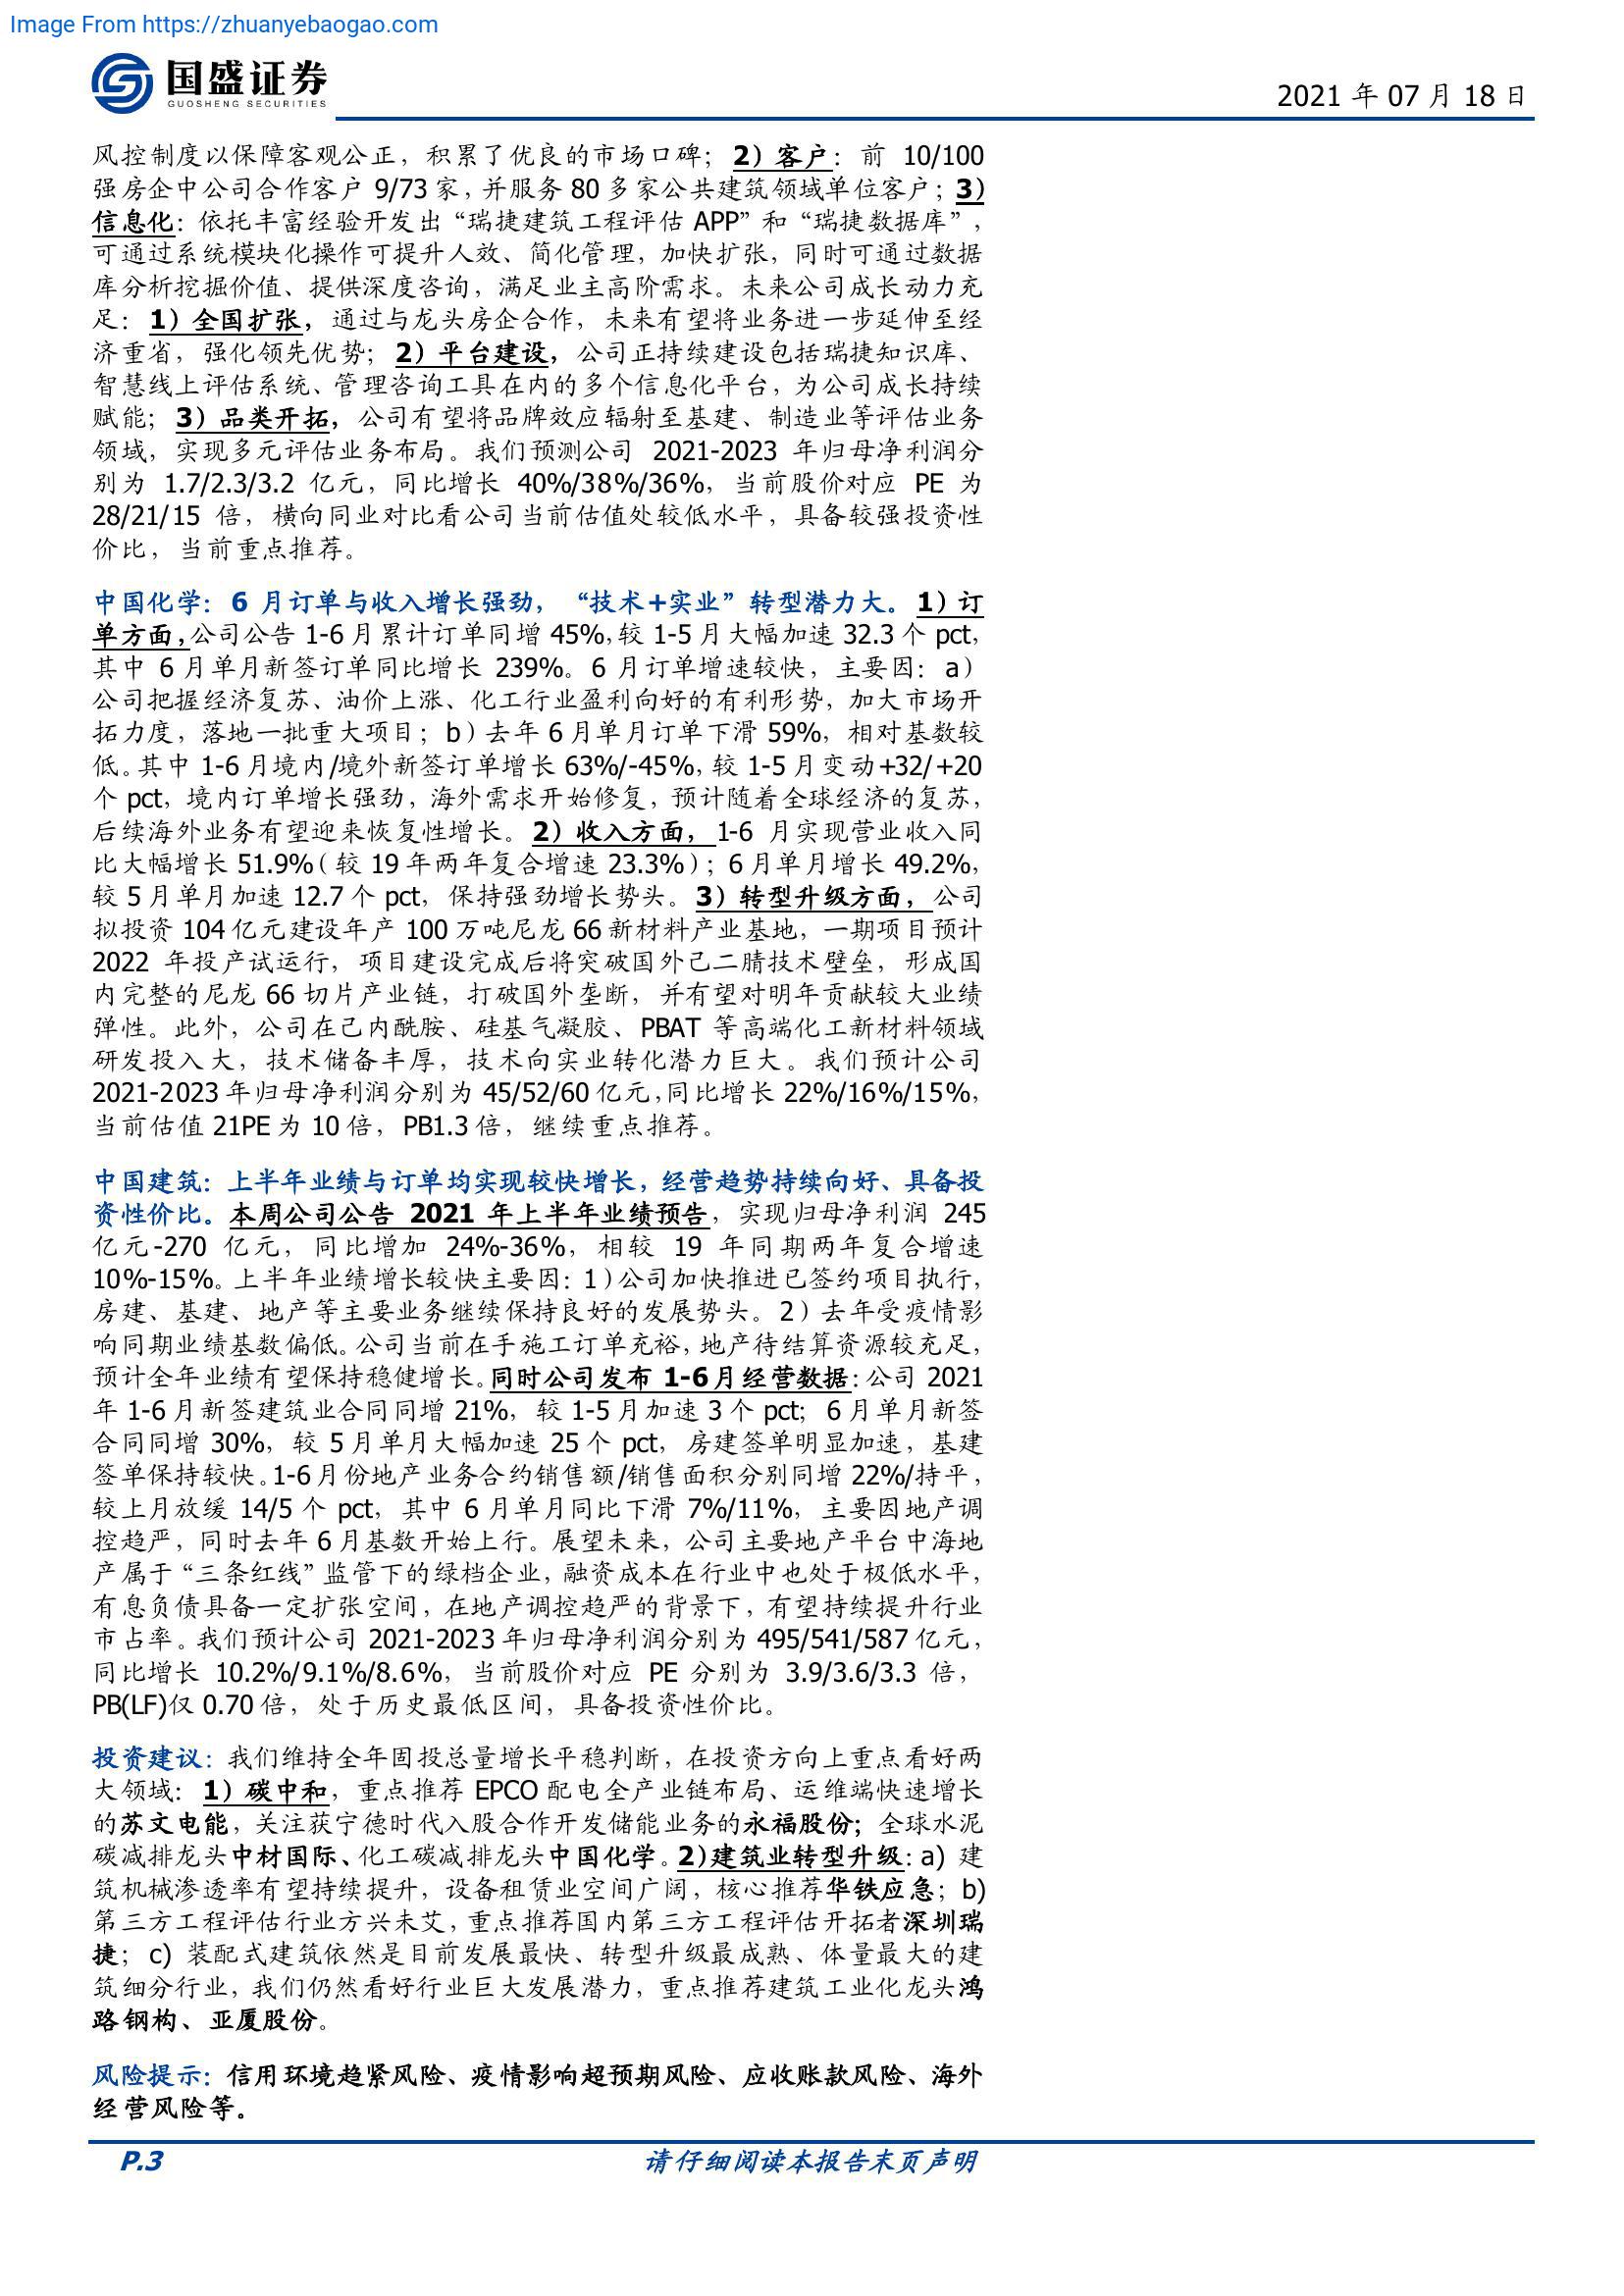 Image From https://zhuanyebaogao.com
国盛证券
GUOSHENG SECURITIES
2021 年 07 月 18 日
风控制度以保障客观公正，积累了优良的市场口碑；2）客户：前 10/100
强房企中公司合作客户 9/73 家，并服务 80 多家公共建筑领域单位客户；3）
信息化：依托丰富经验开发出“瑞捷建筑工程评估 APP”和“瑞捷数据库”，
可通过系统模块化操作可提升人效、简化管理，加快扩张，同时可通过数据
库分析挖掘价值、提供深度咨询，满足业主高阶需求。未来公司成长动力充
足：1）全国扩张，通过与龙头房企合作，未来有望将业务进一步延伸至经
济重省，强化领先优势；2）平台建设，公司正持续建设包括瑞捷知识库、
智慧线上评估系统、管理咨询工具在内的多个信息化平台，为公司成长持续
赋能；3）品类开拓，公司有望将品牌效应辐射至基建、制造业等评估业务
领域，实现多元评估业务布局。我们预测公司 2021-2023 年归母净利润分
别为 1.7/2.3/3.2 亿元，同比增长 40%/38%/36%，当前股价对应 PE 为
28/21/15 倍，横向同业对比看公司当前估值处较低水平，具备较强投资性
价比，当前重点推荐。
中国化学：6 月订单与收入增长强劲，“技术+实业”转型潜力大。1）订
单方面，公司公告 1-6 月累计订单同增 45%，较 1-5 月大幅加速 32.3 个 pct，
其中 6 月单月新签订单同比增长 239%。6 月订单增速较快，主要因：a）
公司把握经济复苏、油价上涨、化工行业盈利向好的有利形势，加大市场开
拓力度，落地一批重大项目；b）去年 6 月单月订单下滑 59%，相对基数较
低。其中 1-6 月境内/境外新签订单增长 63%/-45%，较 1-5 月变动+32/+20
个 pct，境内订单增长强劲，海外需求开始修复，预计随着全球经济的复苏，
后续海外业务有望迎来恢复性增长。2）收入方面，1-6 月实现营业收入同
比大幅增长 51.9%（较 19 年两年复合增速 23.3%）；6 月单月增长 49.2%，
较 5 月单月加速 12.7 个 pct，保持强劲增长势头。3）转型升级方面，公司
拟投资 104 亿元建设年产 100 万吨尼龙 66 新材料产业基地，一期项目预计
2022 年投产试运行，项目建设完成后将突破国外己二腈技术壁垒，形成国
内完整的尼龙 66 切片产业链，打破国外垄断，并有望对明年贡献较大业绩
弹性。此外，公司在己内酰胺、硅基气凝胶、PBAT 等高端化工新材料领域
研发投入大，技术储备丰厚，技术向实业转化潜力巨大。我们预计公司
2021-2023 年归母净利润分别为 45/52/60 亿元，同比增长 22%/16%/15%，
当前估值 21PE 为 10 倍，PB1.3 倍，继续重点推荐。
中国建筑：上半年业绩与订单均实现较快增长，经营趋势持续向好、具备投
资性价比。本周公司公告 2021 年上半年业绩预告，实现归母净利润 245
亿元-270 亿元，同比增加 24%-36%，相较 19 年同期两年复合增速
10%-15%。上半年业绩增长较快主要因：1）公司加快推进已签约项目执行，
房建、基建、地产等主要业务继续保持良好的发展势头。2）去年受疫情影
响同期业绩基数偏低。公司当前在手施工订单充裕，地产待结算资源较充足，
预计全年业绩有望保持稳健增长。同时公司发布 1-6 月经营数据：公司 2021
年 1-6 月新签建筑业合同同增 21%，较 1-5 月加速 3 个 pct；6 月单月新签
合同同增 30%，较 5 月单月大幅加速 25 个 pct，房建签单明显加速，基建
签单保持较快。1-6 月份地产业务合约销售额/销售面积分别同增 22%/持平，
较上月放缓 14/5 个 pct，其中 6 月单月同比下滑 7%/11%，主要因地产调
控趋严，同时去年 6 月基数开始上行。展望未来，公司主要地产平台中海地
产属于“三条红线”监管下的绿档企业，融资成本在行业中也处于极低水平，
有息负债具备一定扩张空间，在地产调控趋严的背景下，有望持续提升行业
市占率。我们预计公司 2021-2023 年归母净利润分别为 495/541/587 亿元，
同比增长 10.2%/9.1%/8.6%，当前股价对应 PE 分别为 3.9/3.6/3.3 倍，
PB(LF)仅 0.70 倍，处于历史最低区间，具备投资性价比。
投资建议：我们维持全年固投总量增长平稳判断，在投资方向上重点看好两
大领域：1）碳中和，重点推荐 EPCO 配电全产业链布局、运维端快速增长
的苏文电能，关注获宁德时代入股合作开发储能业务的永福股份；全球水泥
碳减排龙头中材国际、化工碳减排龙头中国化学。2）建筑业转型升级：a) 建
筑机械渗透率有望持续提升，设备租赁业空间广阔，核心推荐华铁应急；b)
第三方工程评估行业方兴未艾，重点推荐国内第三方工程评估开拓者深圳瑞
捷；c) 装配式建筑依然是目前发展最快、转型升级最成熟、体量最大的建
筑细分行业，我们仍然看好行业巨大发展潜力，重点推荐建筑工业化龙头鸿
路钢构、亚厦股份。
风险提示：信用环境趋紧风险、疫情影响超预期风险、应收账款风险、海外
经营风险等。
P.3
请仔细阅读本报告末页声明